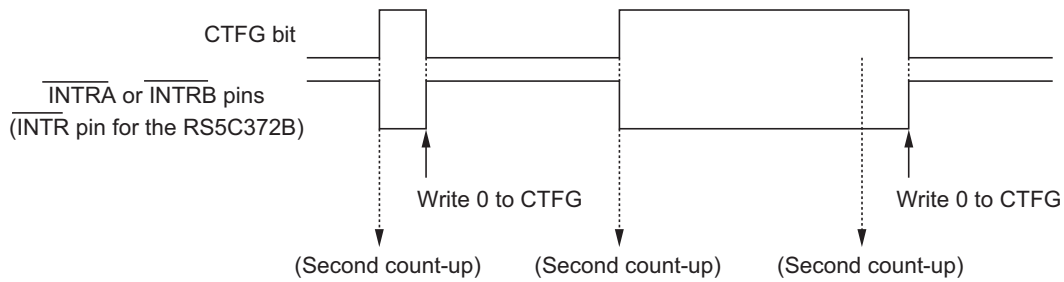 CTFG bit
INTRA or INTRB pins
(INTR pin for the RS5C372B)
Write 0 to CTFG
Write 0 to CTFG
(Second count-up)
(Second count-up)
(Second count-up)